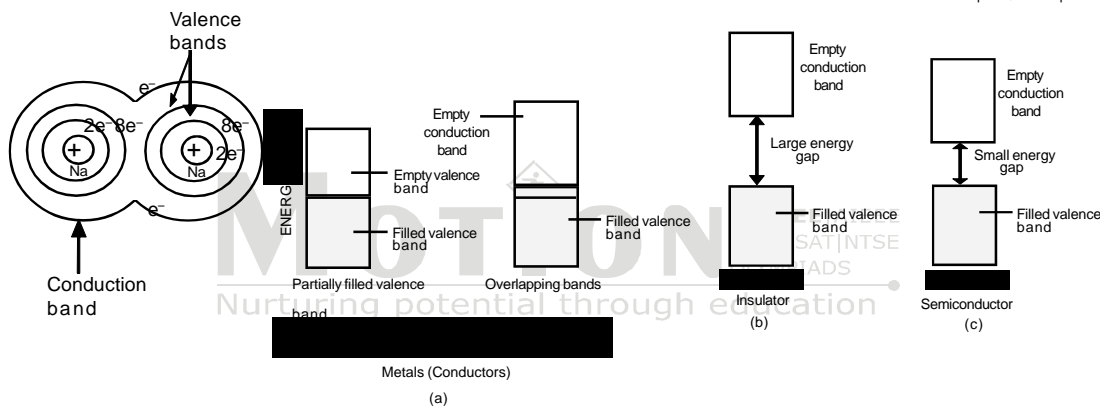 Valence
bands
e–
2e– 8e–
8e–
+
+
2e–
Na
Na
e–
Conduction
band
ENERG
Empty valence
band
Filled valence
band
Partially filled valence
band
Empty
conduction
band
Filled valence
band
Overlapping bands
Metals (Conductors)
(a)
Empty
conduction
band
Large energy
gap
Filled valence
band
Insulator
(b)
Empty
conduction
band
Small energy
gap
Filled valence
band
Semiconductor
(c)
MOTION
SAT|NTSE
IADS
Nurturing potential through education